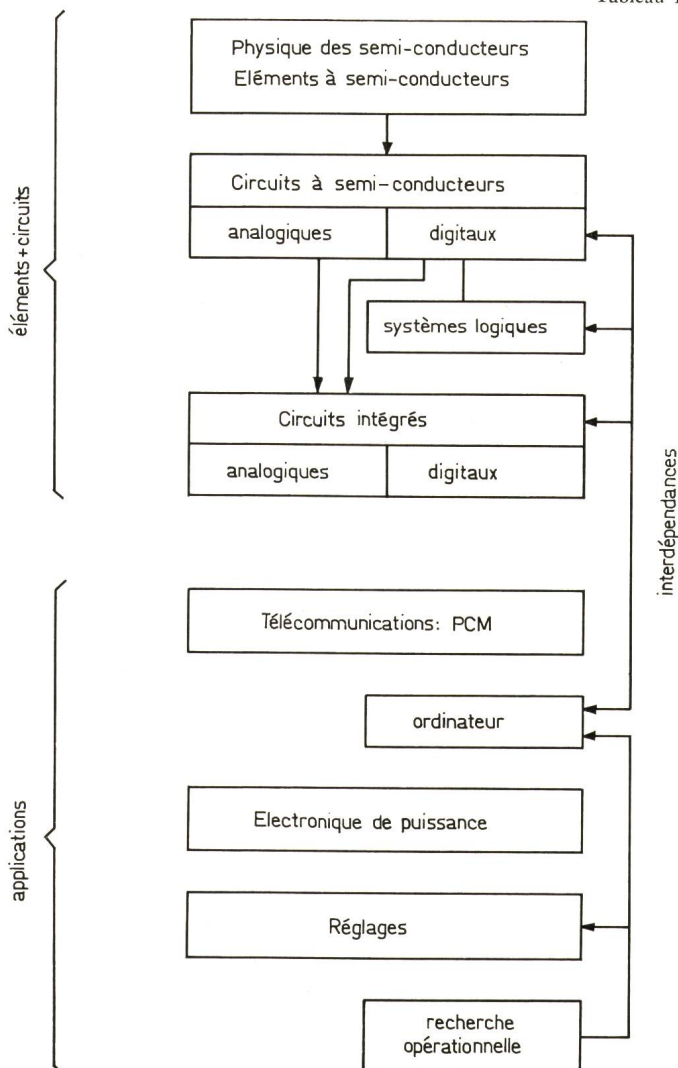 Tableau
Physique des semi-conducteurs
Eléments à semi-conducteurs
Circuits à semi-conducteurs
analogiques
digitaux
systèmes logiques
Circuits intégrés
analogiques
digitaux
éléments+circuits
interdépendances
Télécommunications: PCM
ordinateur
Electronique de puissance
Réglages
recherche
opérationnelle
applications